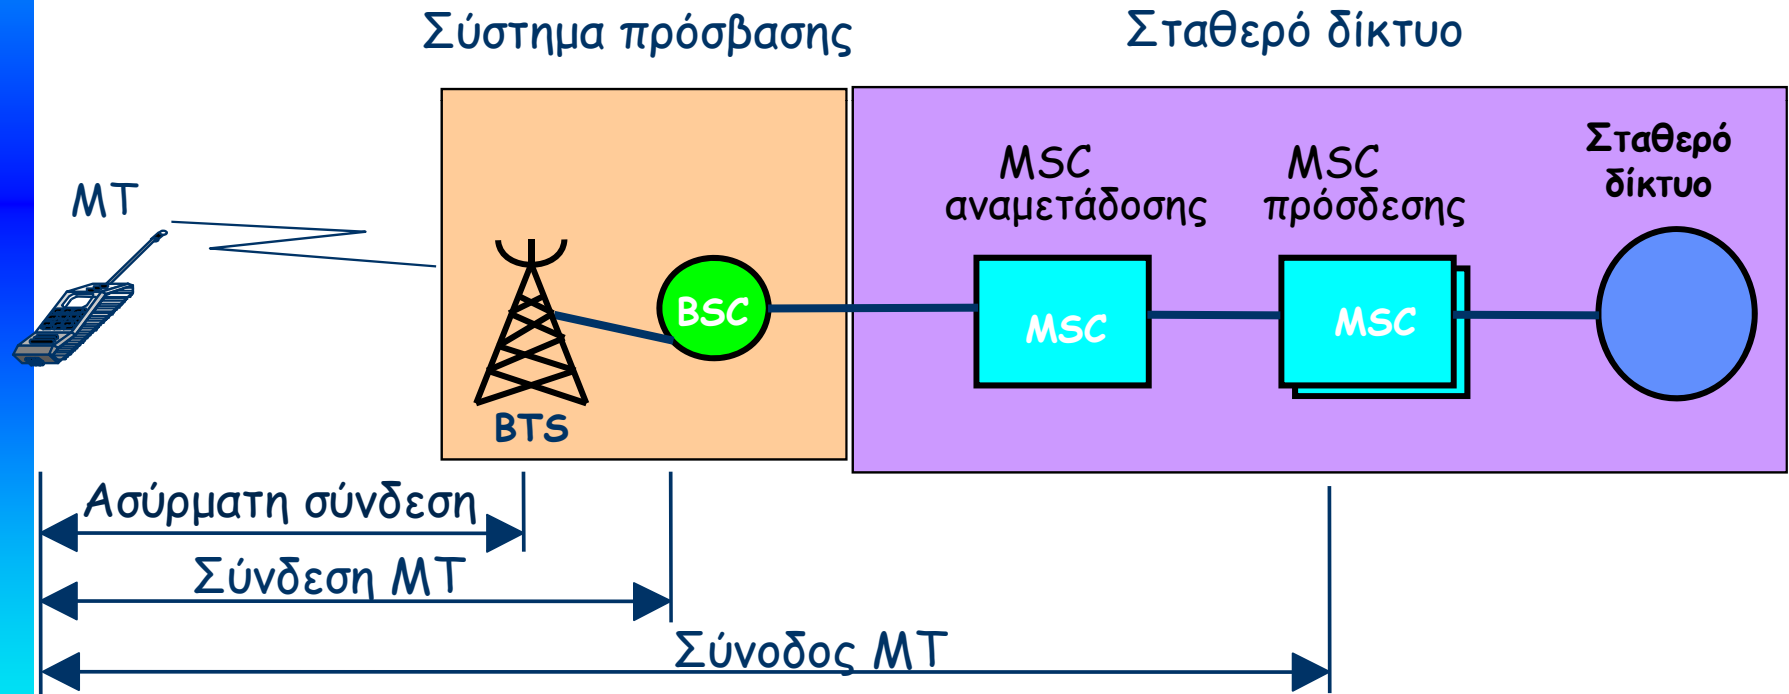 Σύστημα πρόσβασης
Σταθερό δίκτυο
MT
MSC
αναμετάδοσης
MSC
πρόσδεσης
Σταθερό
δίκτυο
BSC
MSC
MSC
BTS
Ασύρματη σύνδεση
Σύνδεση MT
Σύνοδος MT